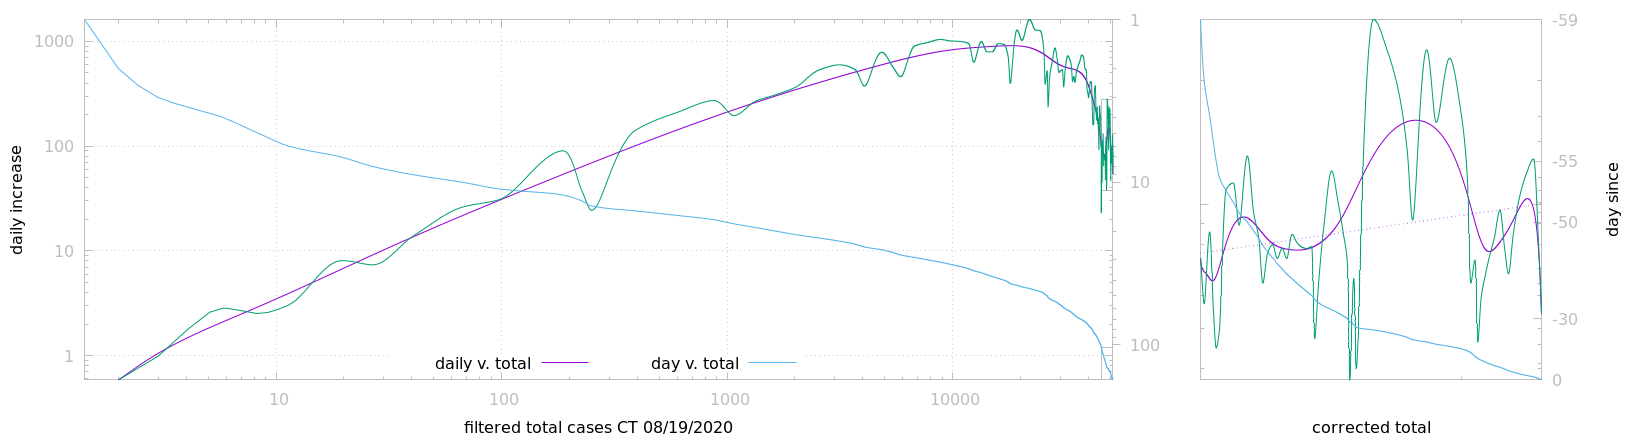 1000
100
10
1
daily increase
1
10
100
daily v. total
day v. total
10
100
1000
10000
filtered total cases CT 08/19/2020
-59
-55
-50
-30
0
day since
corrected total